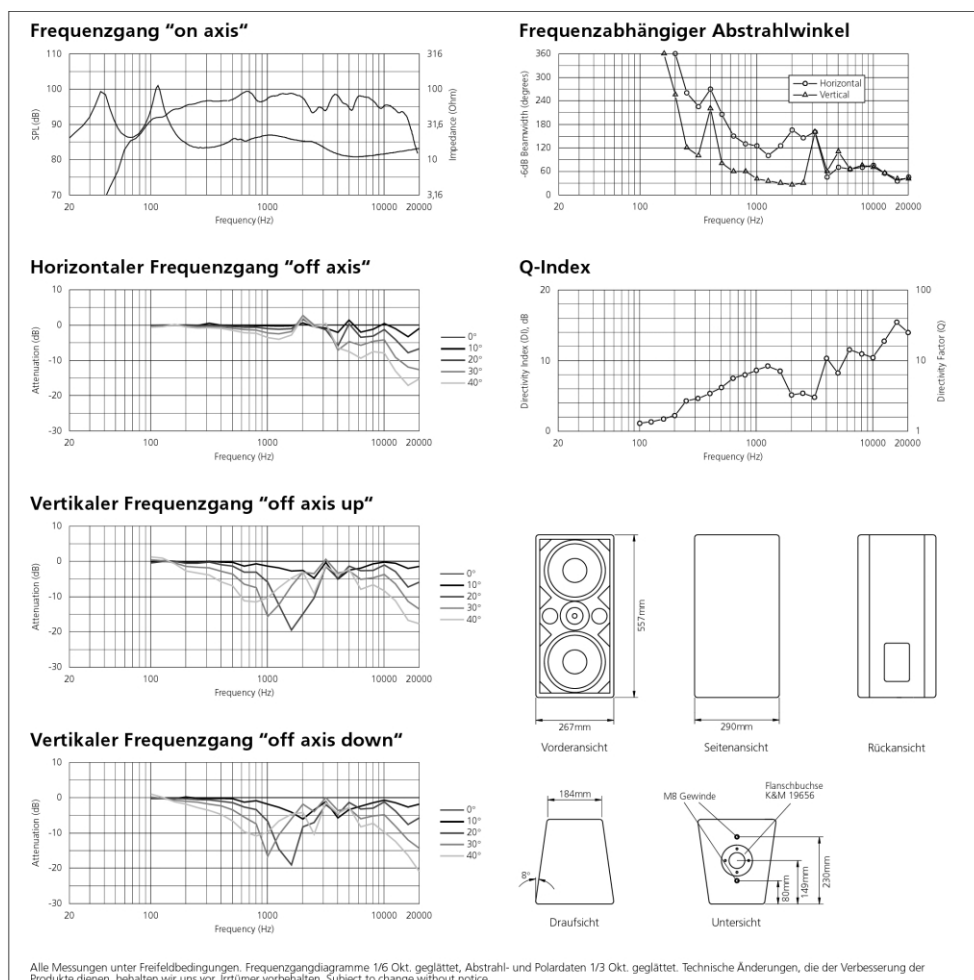 Frequenzgang “on axis“
110
100
90
80
70
SPL (dB)
316
100
31,6
10
3,16
Impedance (Ohm)
20
100
1000
10000
20000
Frequency (Hz)
Frequenzabhängiger Abstrahlwinkel
360
300
240
180
120
60
0
-6dB Beamwidth (degrees)
Horizontal
Vertical
20
100
1000
10000
20000
Frequency (Hz)
Horizontaler Frequenzgang “off axis“
10
0
-10
-20
-30
Attenuation (dB)
20
100
1000
10000
20000
Frequency (Hz)
0°
10°
20°
30°
40°
Q-Index
20
10
0
Directivity Index (DI), dB
100
10
1
Directivity Factor (Q)
20
100
1000
10000
20000
Frequency (Hz)
Vertikaler Frequenzgang “off axis up“
10
0
-10
-20
-30
Attenuation (dB)
20
100
1000
10000
20000
Frequency (Hz)
0°
10°
20°
30°
40°
557mm
267mm
290mm
Vorderansicht
Seitenansicht
Rückansicht
Vertikaler Frequenzgang “off axis down“
10
0
-10
-20
-30
Attenuation (dB)
20
100
1000
10000
20000
Frequency (Hz)
0°
10°
20°
30°
40°
184mm
8°
Draufsicht
M8 Gewinde
Flanschbuchse
K&M 19656
80mm
149mm
230mm
Untersicht
Alle Messungen unter Freifeldbedingungen. Frequenzgangdiagramme 1/6 Okt. geglättet, Abstrahl- und Polardaten 1/3 Okt. geglättet. Technische Änderungen, die der Verbesserung der
Produkte dienen, behalten wir uns vor. Irrtümer vorbehalten. Subject to change without notice.